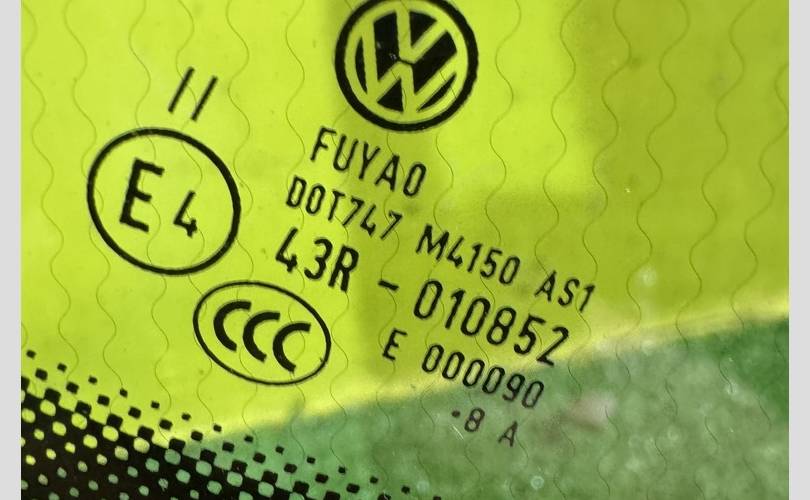 II
E4
FUYAO
DOT747 M4150 AS1
43R - 010852
E 000090
CCC
·8 A